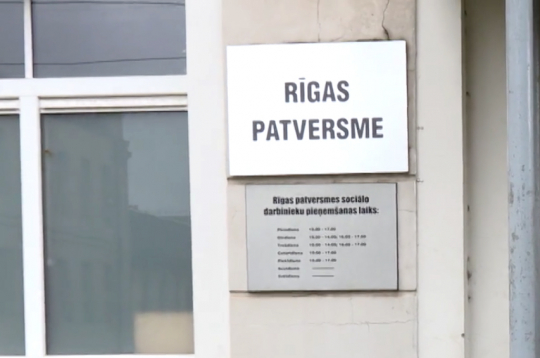 RĪGAS
PATVERSME
Rīgas patversmes sociālo
darbinieku pieņemšanas laiks:
Pirmdiena
Otrdiena
Trešdiena
Ceturtdiena
Piektdiena
Sestdiena
Svētdiena